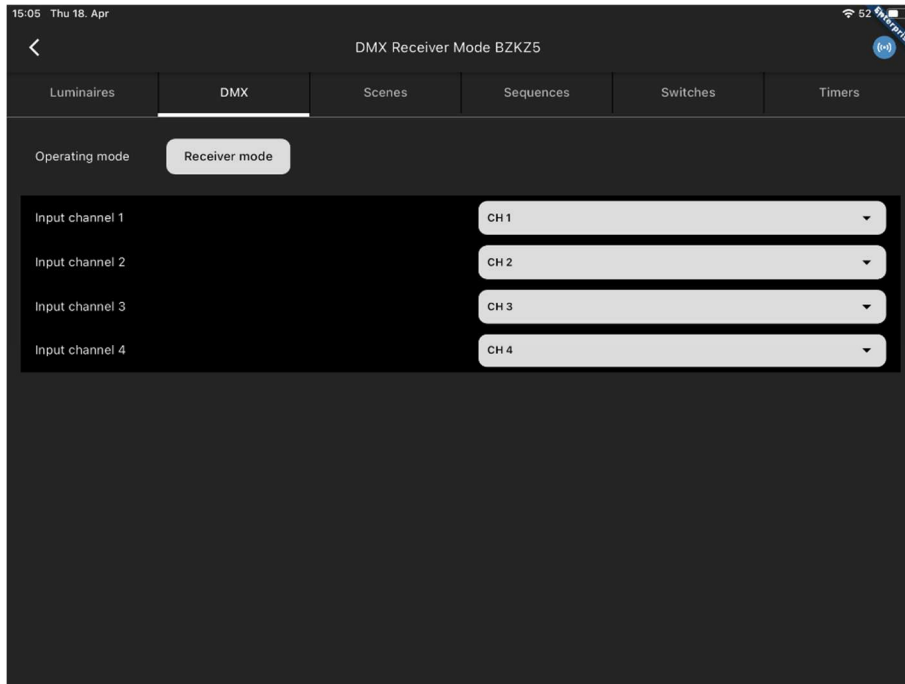 15:05 Thu 18. Apr
52
Enterpris
DMX Receiver Mode BZKZ5
Luminaires DMX Scenes Sequences Switches Timers
Operating mode Receiver mode
Input channel 1 CH 1
Input channel 2 CH 2
Input channel 3 CH 3
Input channel 4 CH 4